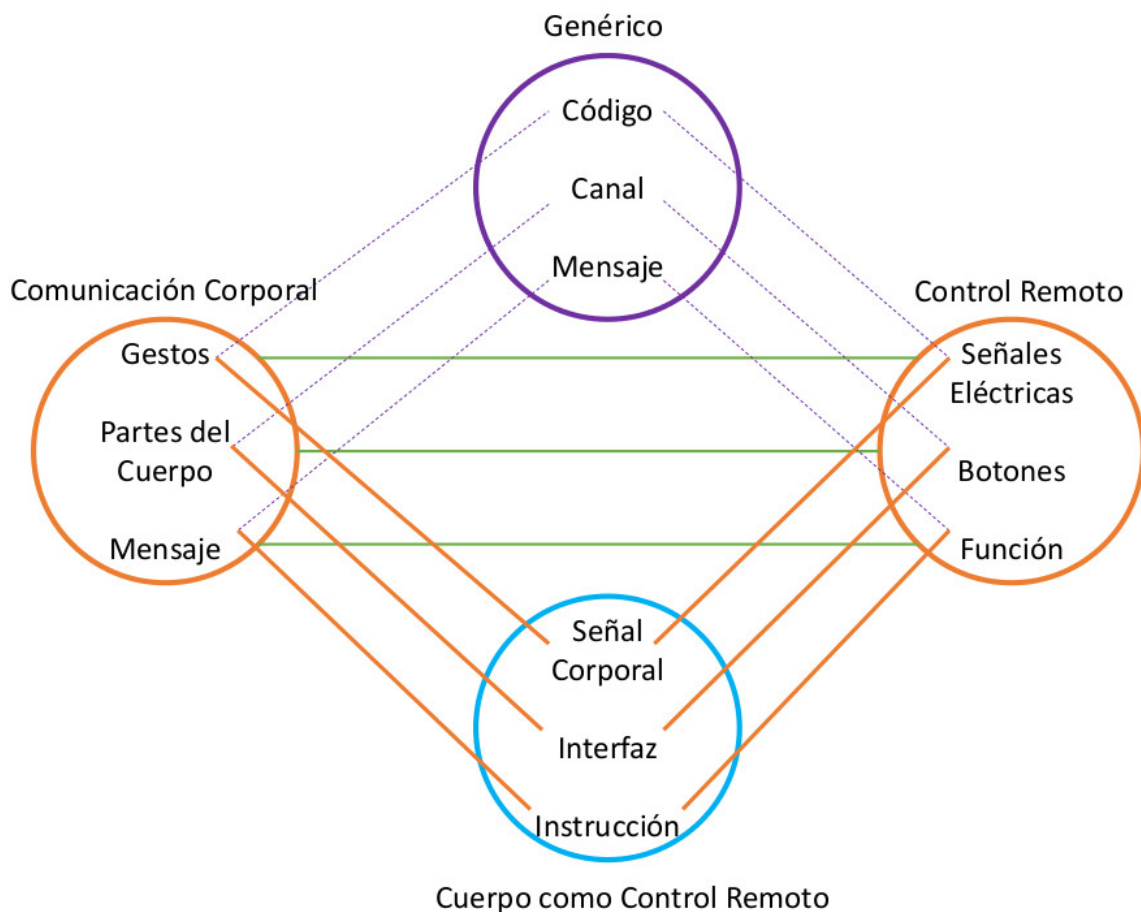 Genérico
Código
Canal
Mensaje
Comunicación Corporal
Gestos
Partes del
Cuerpo
Mensaje
Control Remoto
Señales
Eléctricas
Botones
Función
Señal
Corporal
Interfaz
Instrucción
Cuerpo como Control Remoto